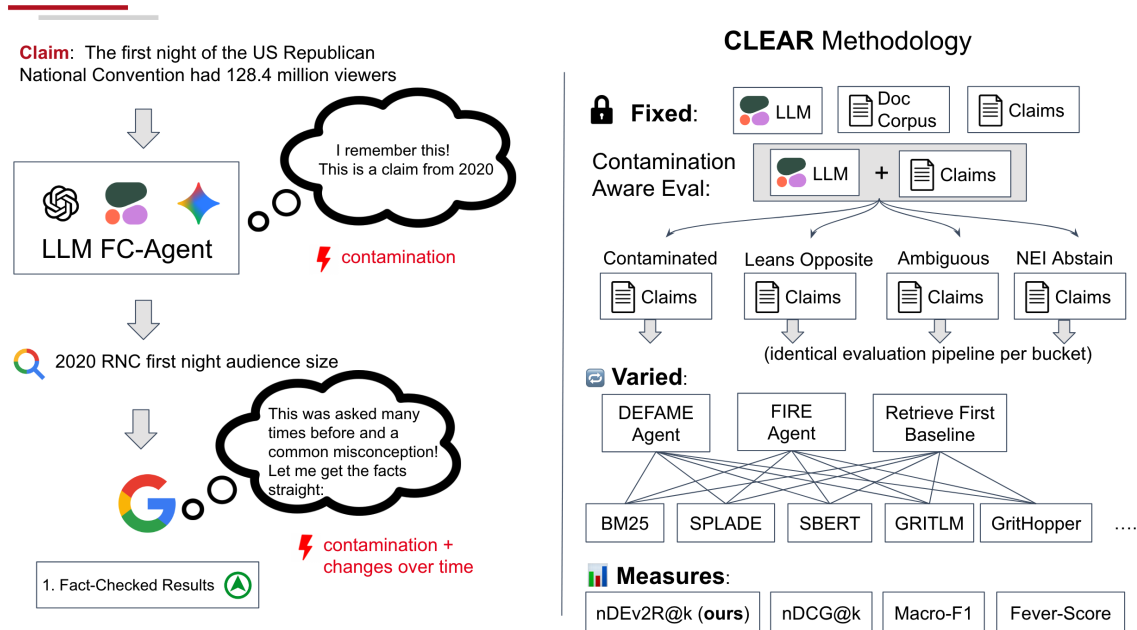 Claim: The first night of the US Republican
National Convention had 128.4 million viewers
I remember this!
This is a claim from 2020
LLM FC-Agent
contamination
2020 RNC first night audience size
This was asked many
times before and a
common misconception!
Let me get the facts
straight:
contamination +
changes over time
1. Fact-Checked Results
CLEAR Methodology
Fixed:
LLM
Doc
Corpus
Claims
Contamination
Aware Eval:
LLM
+
Claims
Contaminated
Leans Opposite
Ambiguous
NEI Abstain
Claims
Claims
Claims
Claims
(identical evaluation pipeline per bucket)
Varied:
DEFAME
Agent
FIRE
Agent
Retrieve First
Baseline
BM25
SPLADE
SBERT
GRITLM
GritHopper
....
Measures:
nDEv2R@k (ours)
nDCG@k
Macro-F1
Fever-Score